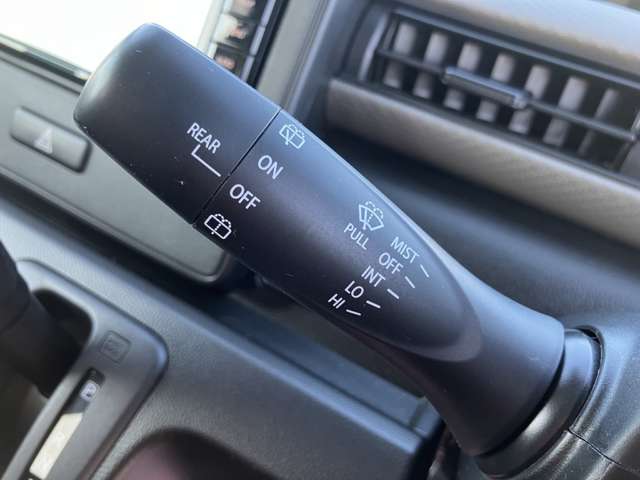 REAR
ON
OFF
PULL
MIST
OFF
INT
LO
HI
P